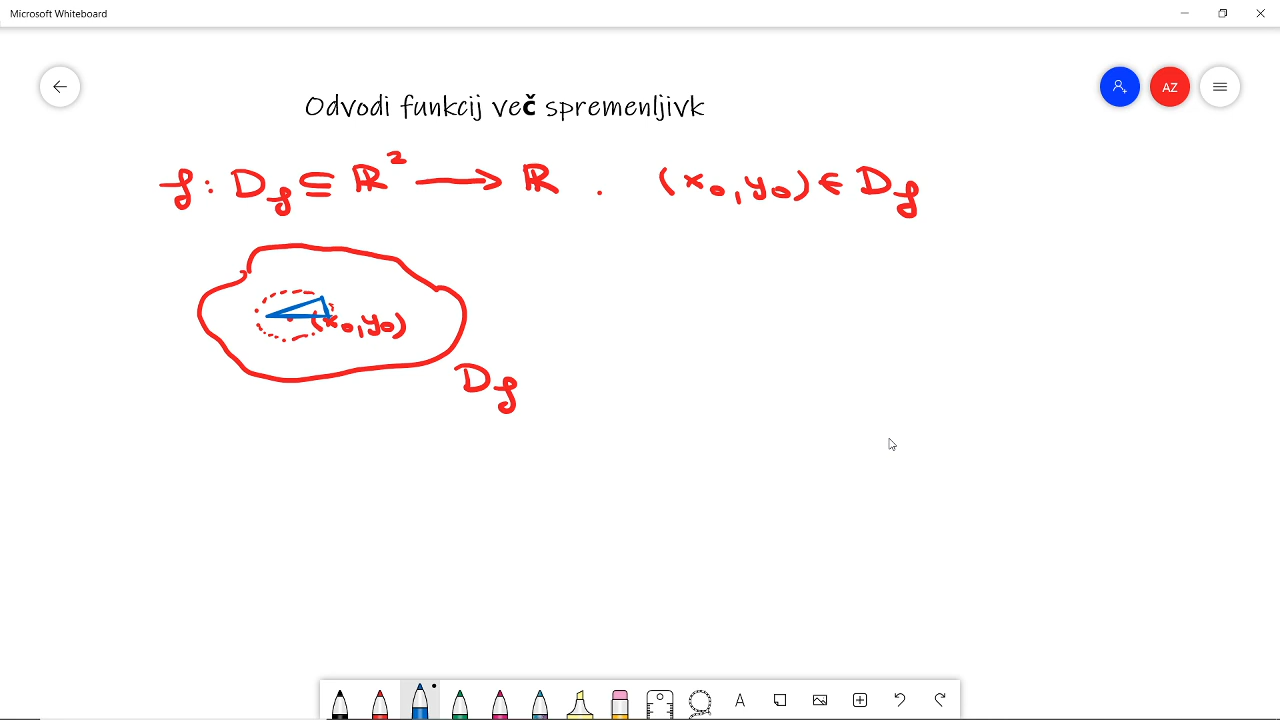 Microsoft Whiteboard
AZ
Odvodi funkcij več spremenljivk
f: D_f ⊆ ℝ² ⟶ ℝ . (x₀,y₀) ∈ D_f
(x₀,y₀)
D_f
A